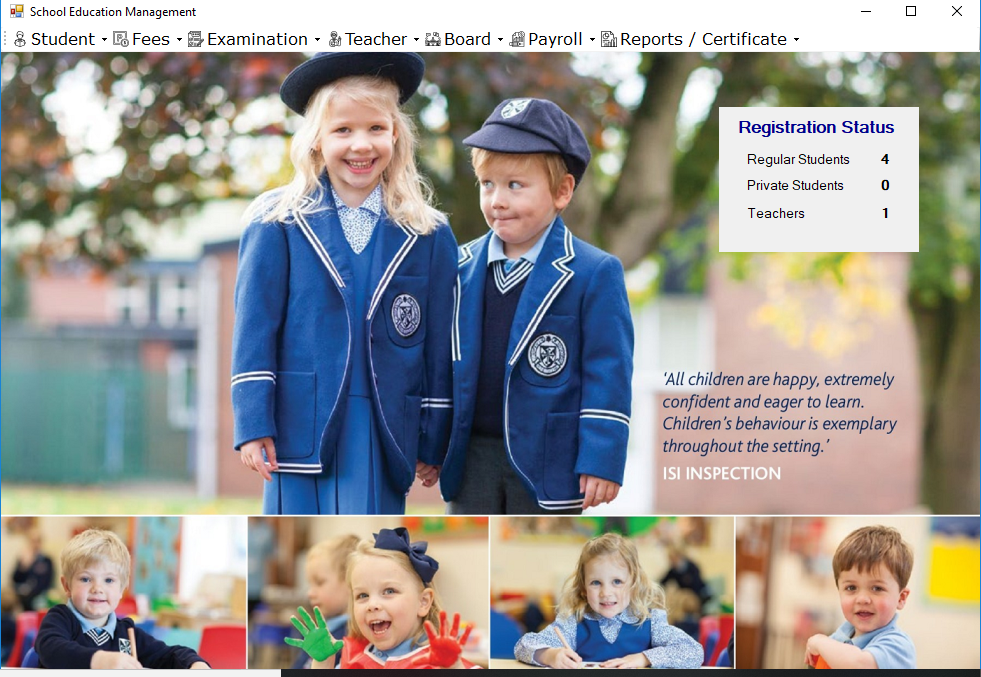 School Education Management
Student Fees Examination Teacher Board Payroll Reports / Certificate
Registration Status
Regular Students 4
Private Students 0
Teachers 1
‘All children are happy, extremely
confident and eager to learn.
Children’s behaviour is exemplary
throughout the setting.’
ISI INSPECTION